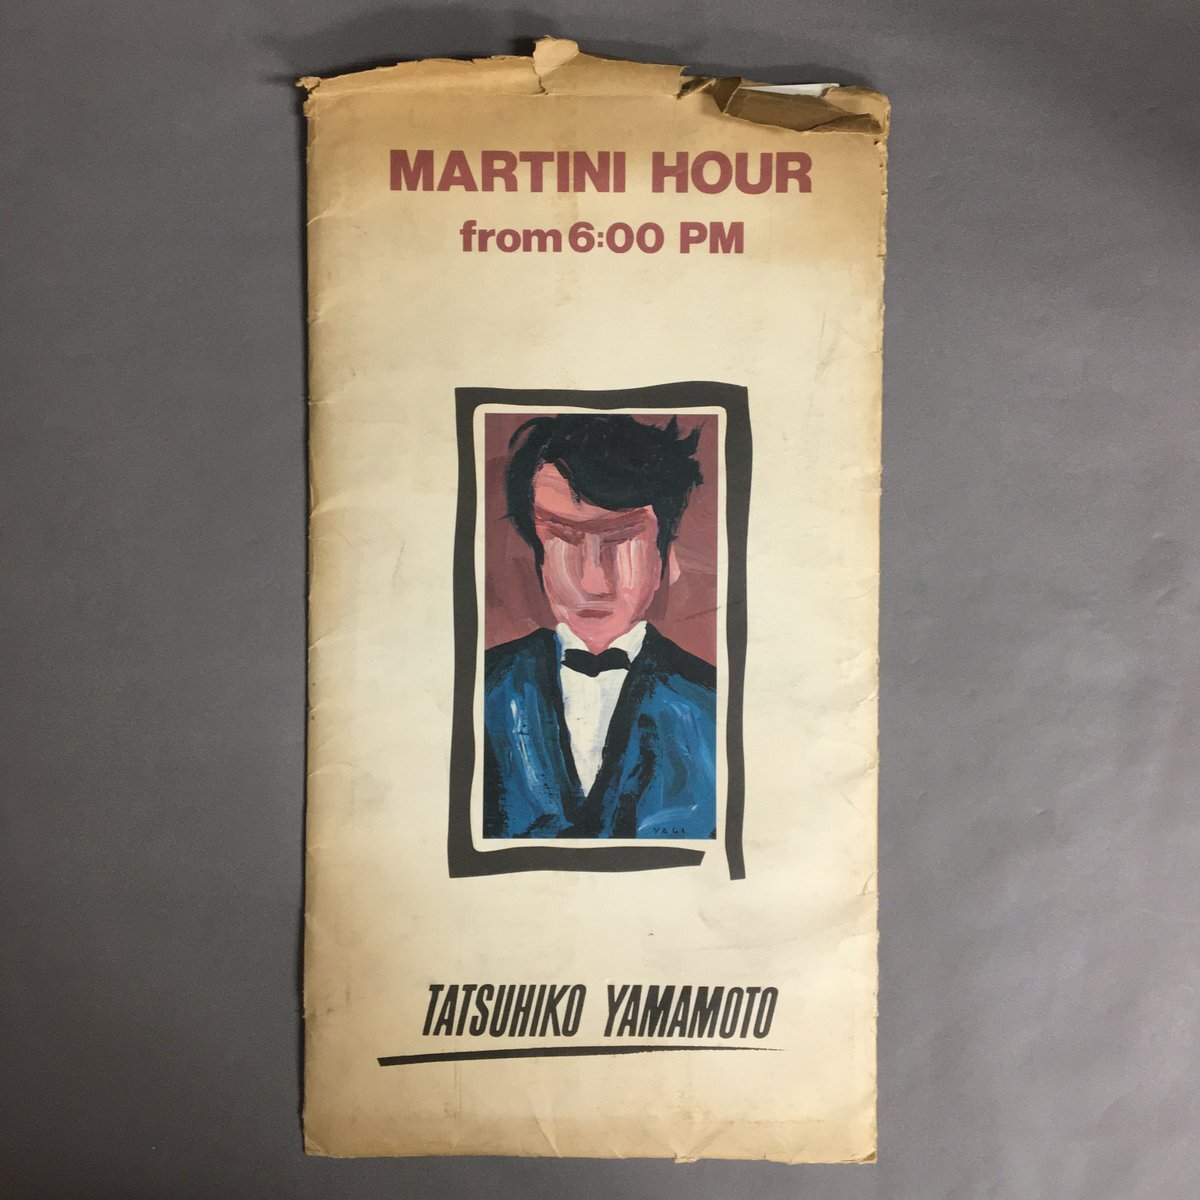 MARTINI HOUR
from 6:00 PM
YAGI
TATSUHIKO YAMAMOTO